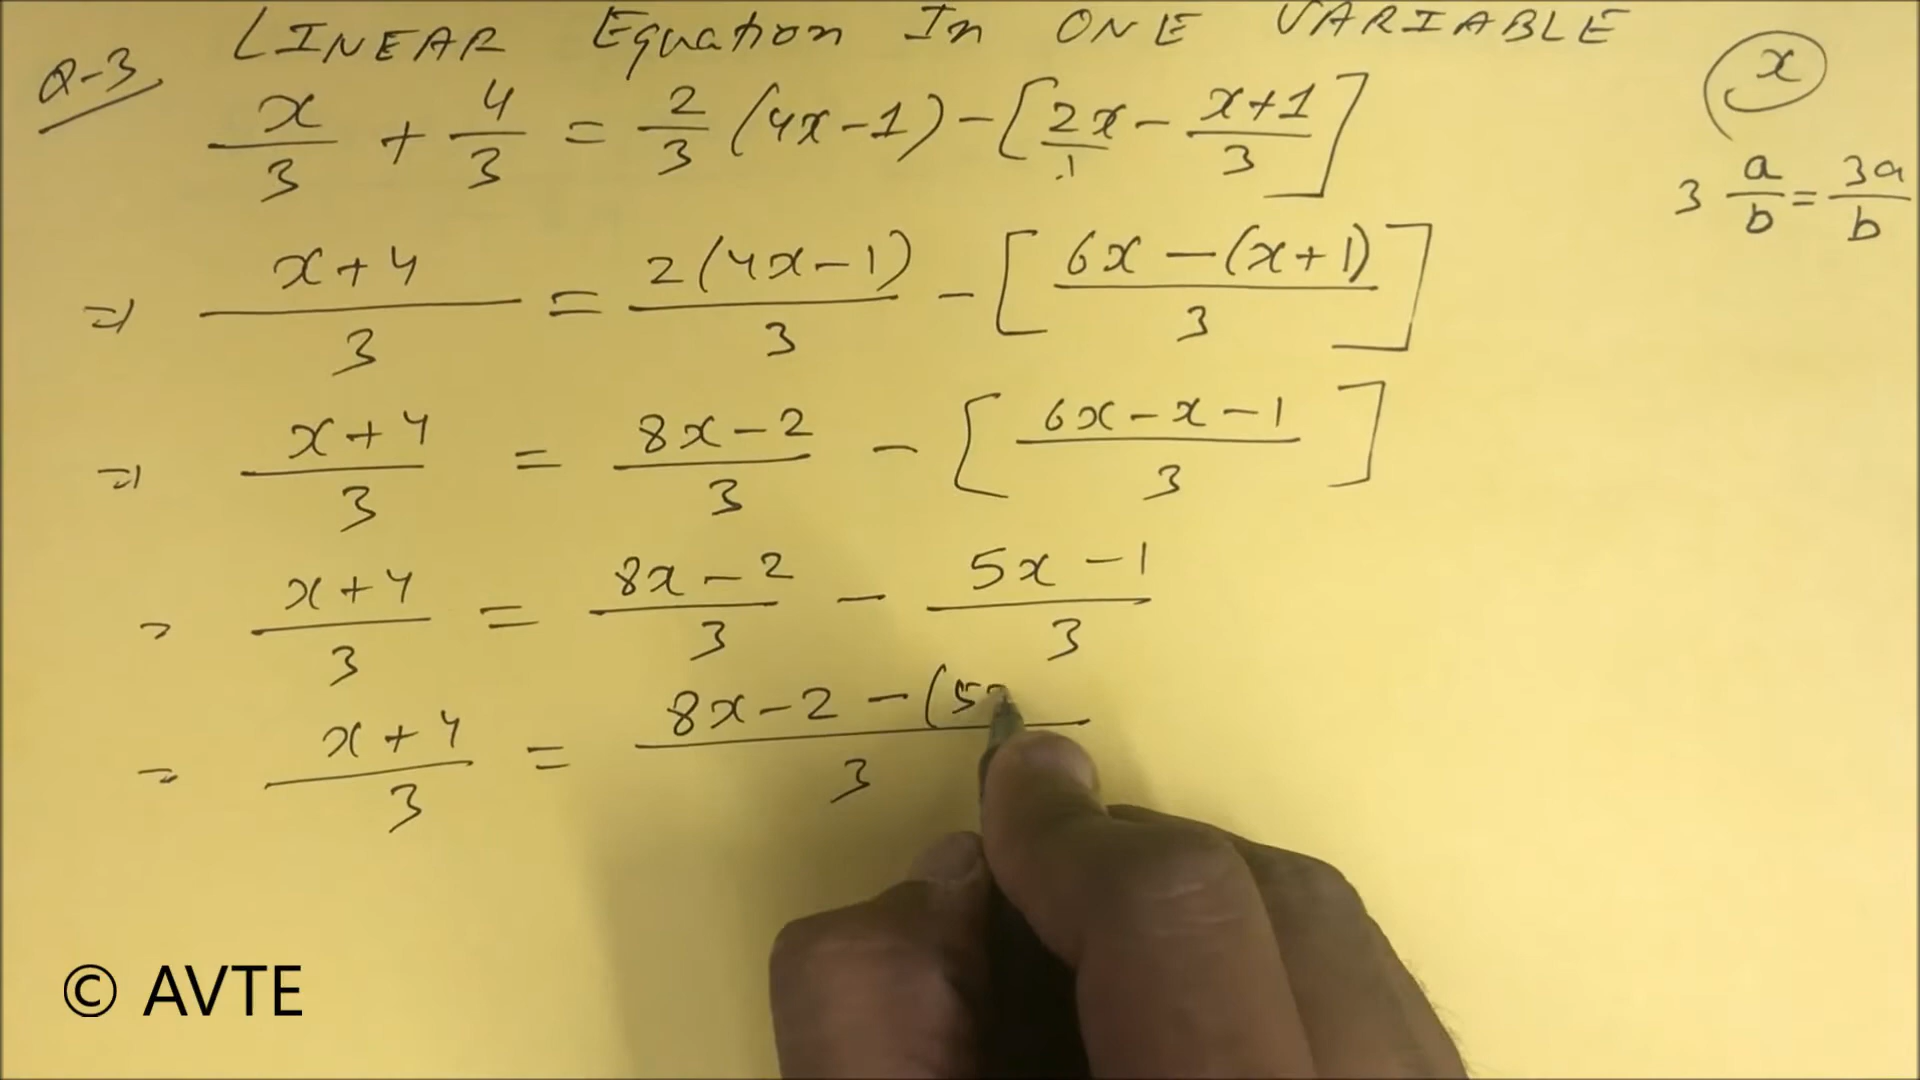 LINEAR Equation In ONE VARIABLE
Q-3
x/3 + 4/3 = 2/3 (4x-1) - [2x/1 - x+1/3]
x
3 a/b = 3a/b
⇒ x+4/3 = 2(4x-1)/3 - [6x-(x+1)/3]
⇒ x+4/3 = 8x-2/3 - [6x-x-1/3]
= x+4/3 = 8x-2/3 - 5x-1/3
= x+4/3 = 8x-2-(5/3
© AVTE